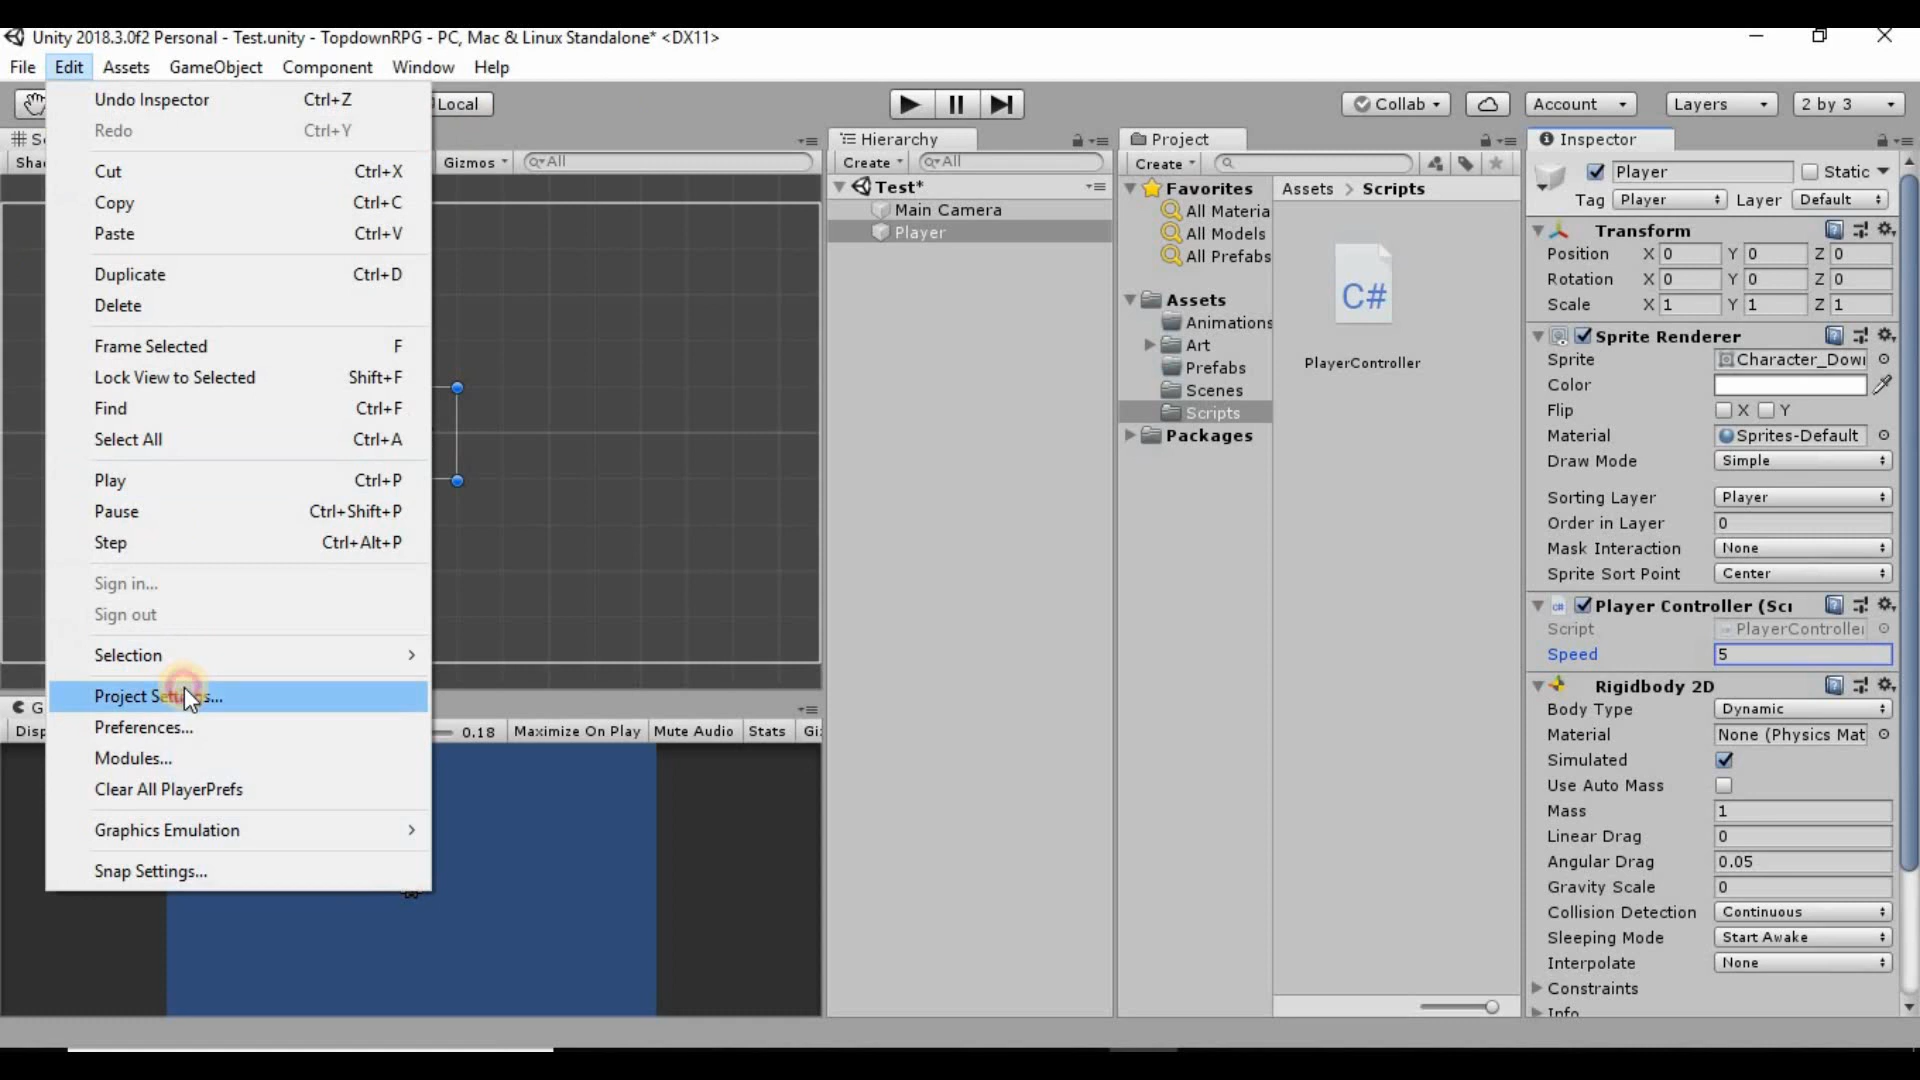 Unity 2018.3.0f2 Personal - Test.unity - TopdownRPG - PC, Mac & Linux Standalone* <DX11>
File Edit Assets GameObject Component Window Help
Undo Inspector Ctrl+Z
Redo Ctrl+Y
Cut Ctrl+X
Copy Ctrl+C
Paste Ctrl+V
Duplicate Ctrl+D
Delete
Frame Selected F
Lock View to Selected Shift+F
Find Ctrl+F
Select All Ctrl+A
Play Ctrl+P
Pause Ctrl+Shift+P
Step Ctrl+Alt+P
Sign in...
Sign out
Selection
Project Settings...
Preferences...
Modules...
Clear All PlayerPrefs
Graphics Emulation
Snap Settings...
Local
Collab Account Layers 2 by 3
Gizmos All
0.18 Maximize On Play Mute Audio Stats Gi
Hierarchy
Create All
Test*
Main Camera
Player
Project
Create
Favorites
All Materia
All Models
All Prefabs
Assets
Animations
Art
Prefabs
Scenes
Scripts
Packages
Assets > Scripts
C#
PlayerController
Inspector
Player Static
Tag Player Layer Default
Transform
Position X 0 Y 0 Z 0
Rotation X 0 Y 0 Z 0
Scale X 1 Y 1 Z 1
Sprite Renderer
Sprite Character_Dow
Color
Flip X Y
Material Sprites-Default
Draw Mode Simple
Sorting Layer Player
Order in Layer 0
Mask Interaction None
Sprite Sort Point Center
Player Controller (Scr
Script PlayerController
Speed 5
Rigidbody 2D
Body Type Dynamic
Material None (Physics Mat
Simulated
Use Auto Mass
Mass 1
Linear Drag 0
Angular Drag 0.05
Gravity Scale 0
Collision Detection Continuous
Sleeping Mode Start Awake
Interpolate None
Constraints
Info